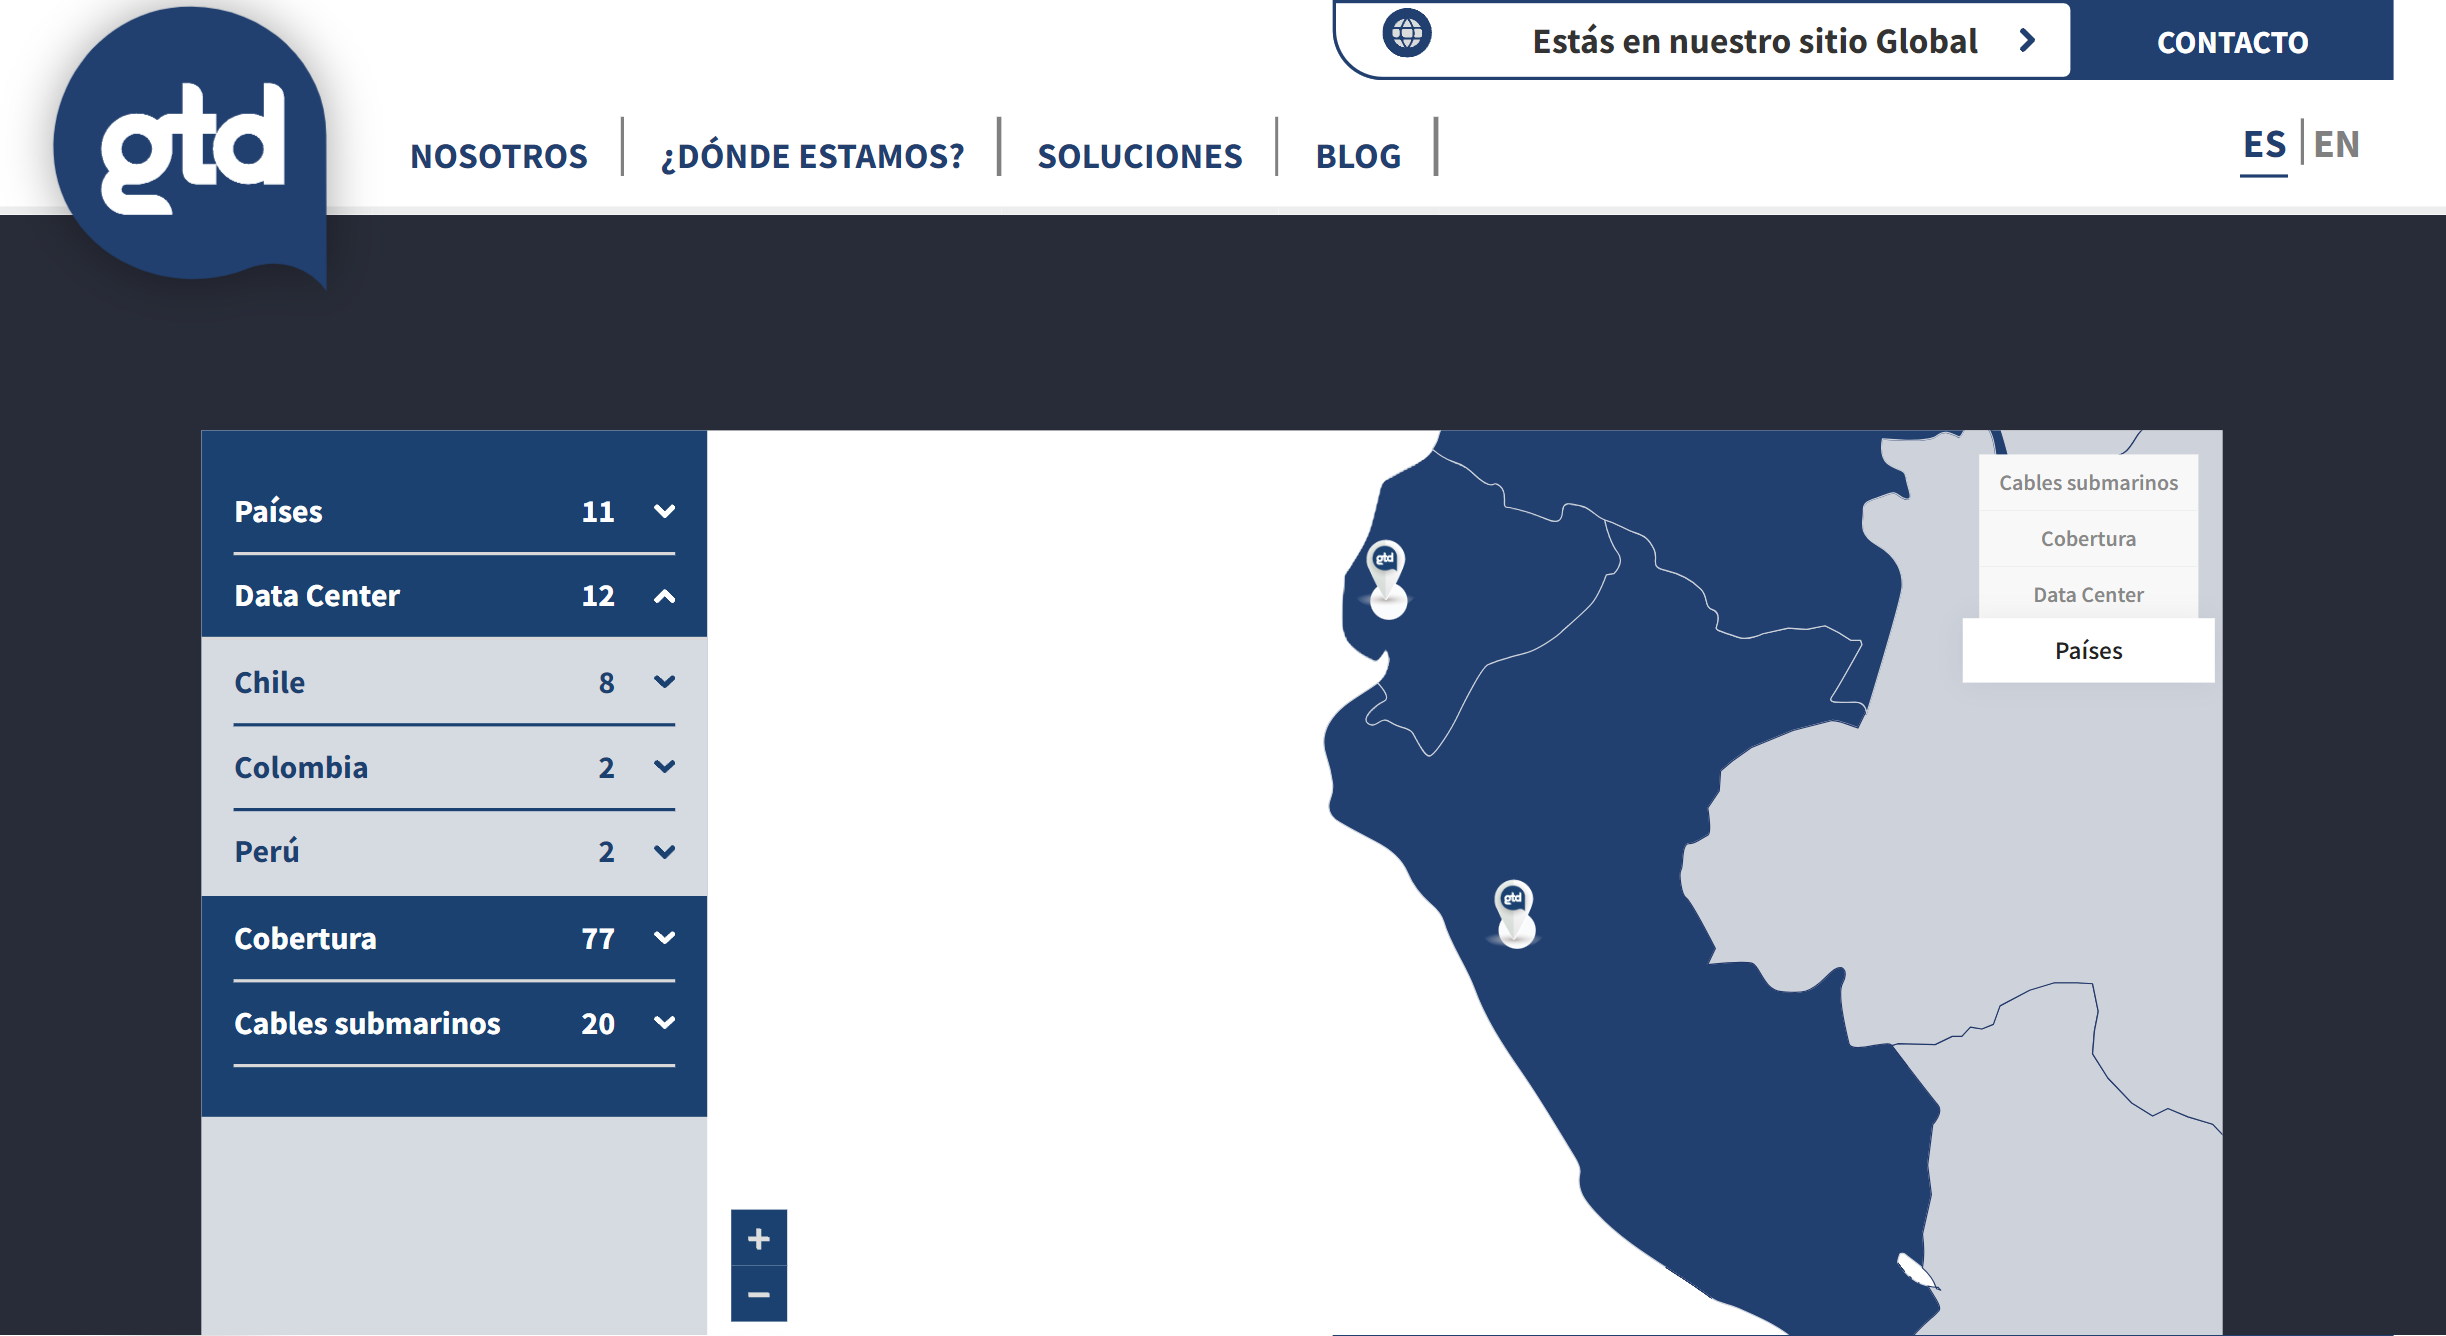 gtd
Estás en nuestro sitio Global
CONTACTO
NOSOTROS
¿DÓNDE ESTAMOS?
SOLUCIONES
BLOG
ES
EN
Países 11
Data Center 12
Chile 8
Colombia 2
Perú 2
Cobertura 77
Cables submarinos 20
gtd
gtd
Cables submarinos
Cobertura
Data Center
Países
+
−